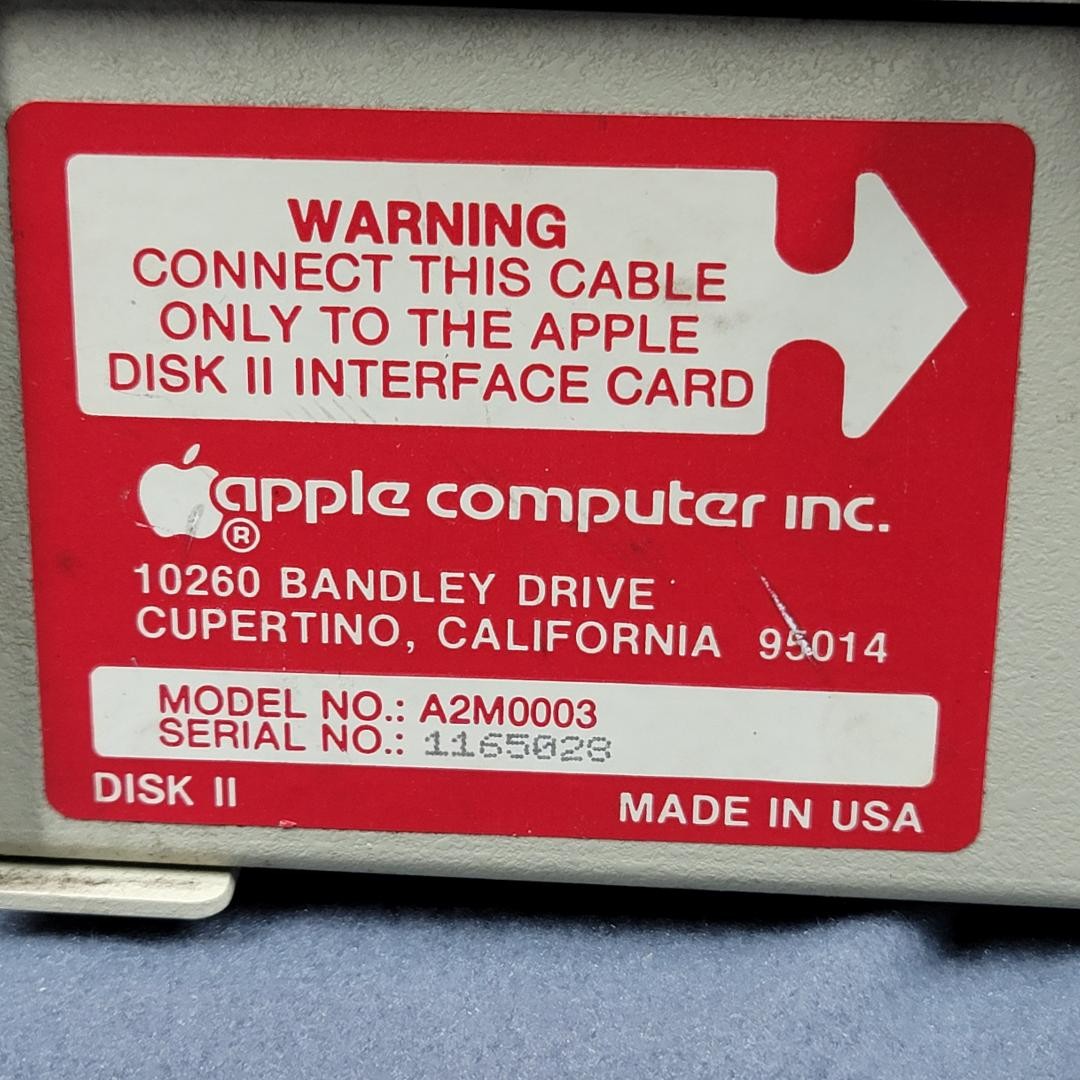 WARNING
CONNECT THIS CABLE
ONLY TO THE APPLE
DISK II INTERFACE CARD
apple computer inc.
®
10260 BANDLEY DRIVE
CUPERTINO, CALIFORNIA 95014
MODEL NO.: A2M0003
SERIAL NO.: 1165028
DISK II
MADE IN USA